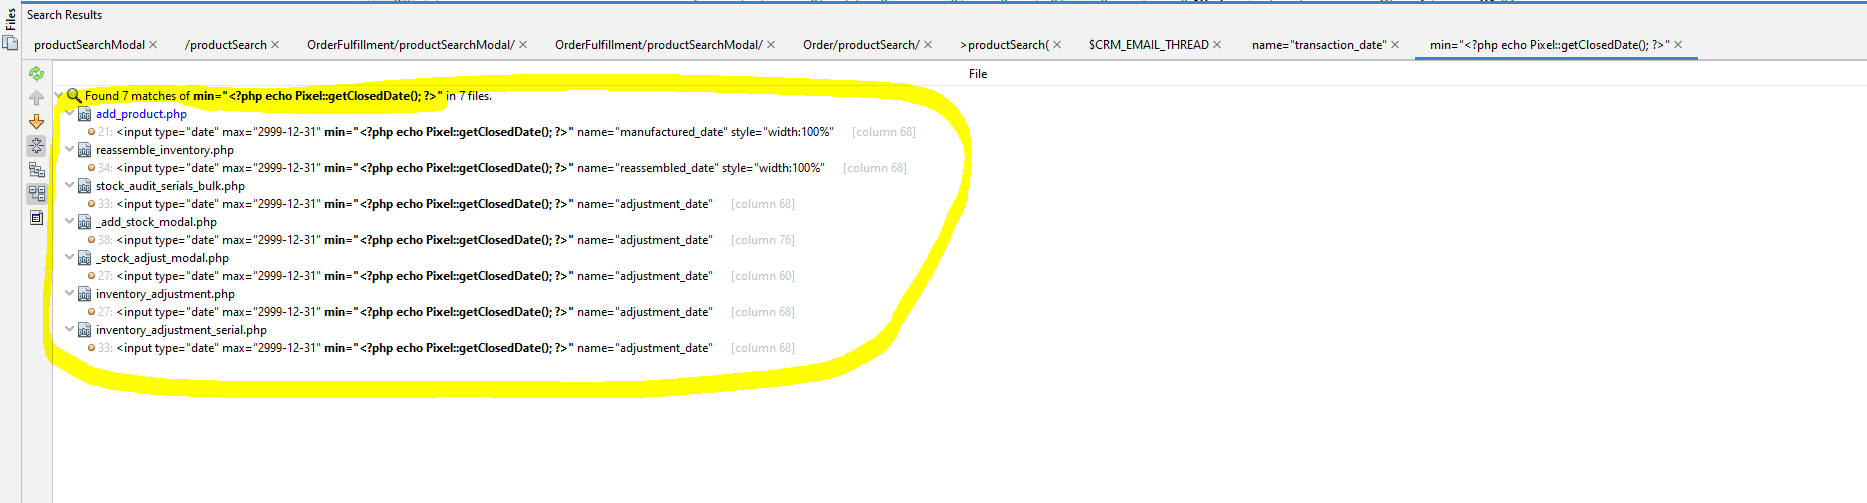 Files
Search Results
productSearchModal × /productSearch × OrderFulfillment/productSearchModal/ × OrderFulfillment/productSearchModal/ × Order/productSearch/ × >productSearch( × $CRM_EMAIL_THREAD × name="transaction_date" × min="<?php echo Pixel::getClosedDate(); ?>" ×
File
Found 7 matches of min="<?php echo Pixel::getClosedDate(); ?>" in 7 files.
add_product.php
21: <input type="date" max="2999-12-31" min="<?php echo Pixel::getClosedDate(); ?>" name="manufactured_date" style="width:100%" [column 68]
reassemble_inventory.php
34: <input type="date" max="2999-12-31" min="<?php echo Pixel::getClosedDate(); ?>" name="reassembled_date" style="width:100%" [column 68]
stock_audit_serials_bulk.php
33: <input type="date" max="2999-12-31" min="<?php echo Pixel::getClosedDate(); ?>" name="adjustment_date" [column 68]
_add_stock_modal.php
38: <input type="date" max="2999-12-31" min="<?php echo Pixel::getClosedDate(); ?>" name="adjustment_date" [column 76]
_stock_adjust_modal.php
27: <input type="date" max="2999-12-31" min="<?php echo Pixel::getClosedDate(); ?>" name="adjustment_date" [column 60]
inventory_adjustment.php
27: <input type="date" max="2999-12-31" min="<?php echo Pixel::getClosedDate(); ?>" name="adjustment_date" [column 68]
inventory_adjustment_serial.php
33: <input type="date" max="2999-12-31" min="<?php echo Pixel::getClosedDate(); ?>" name="adjustment_date" [column 68]